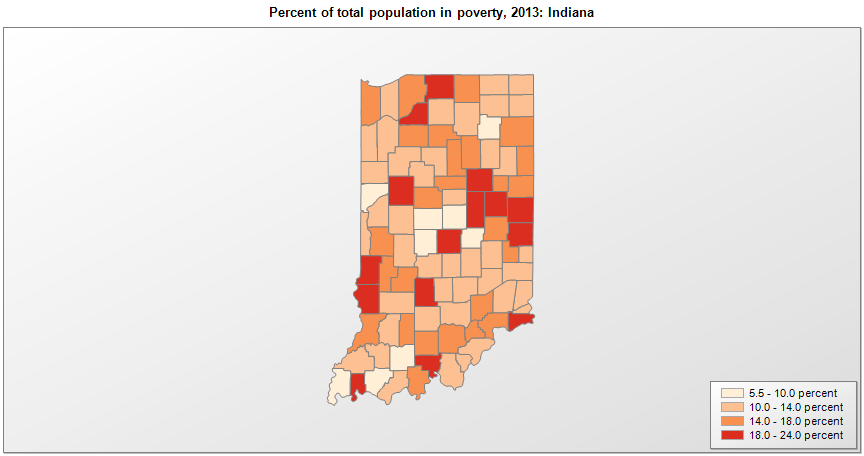 Percent of total population in poverty, 2013: Indiana
5.5 - 10.0 percent
10.0 - 14.0 percent
14.0 - 18.0 percent
18.0 - 24.0 percent